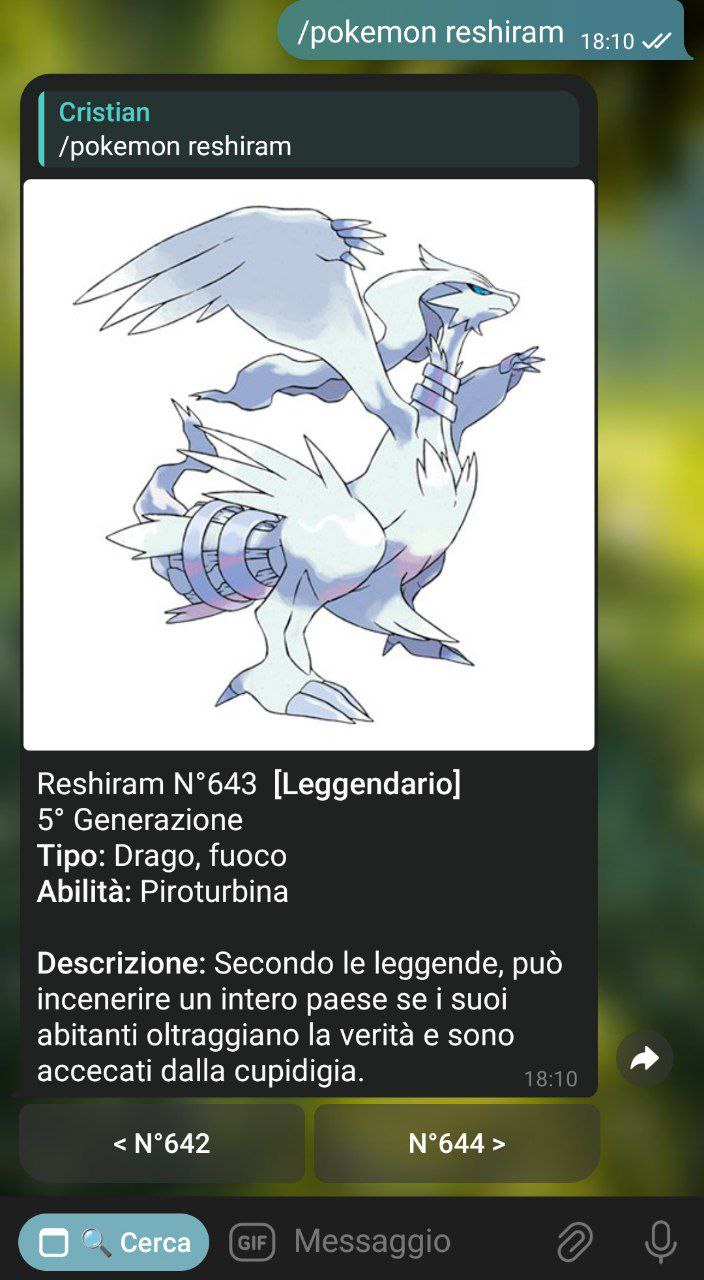 /pokemon reshiram 18:10
Cristian
/pokemon reshiram
Reshiram N°643 [Leggendario]
5° Generazione
Tipo: Drago, fuoco
Abilità: Piroturbina
Descrizione: Secondo le leggende, può
incenerire un intero paese se i suoi
abitanti oltraggiano la verità e sono
accecati dalla cupidigia.
18:10
< N°642
N°644 >
Cerca
GIF
Messaggio